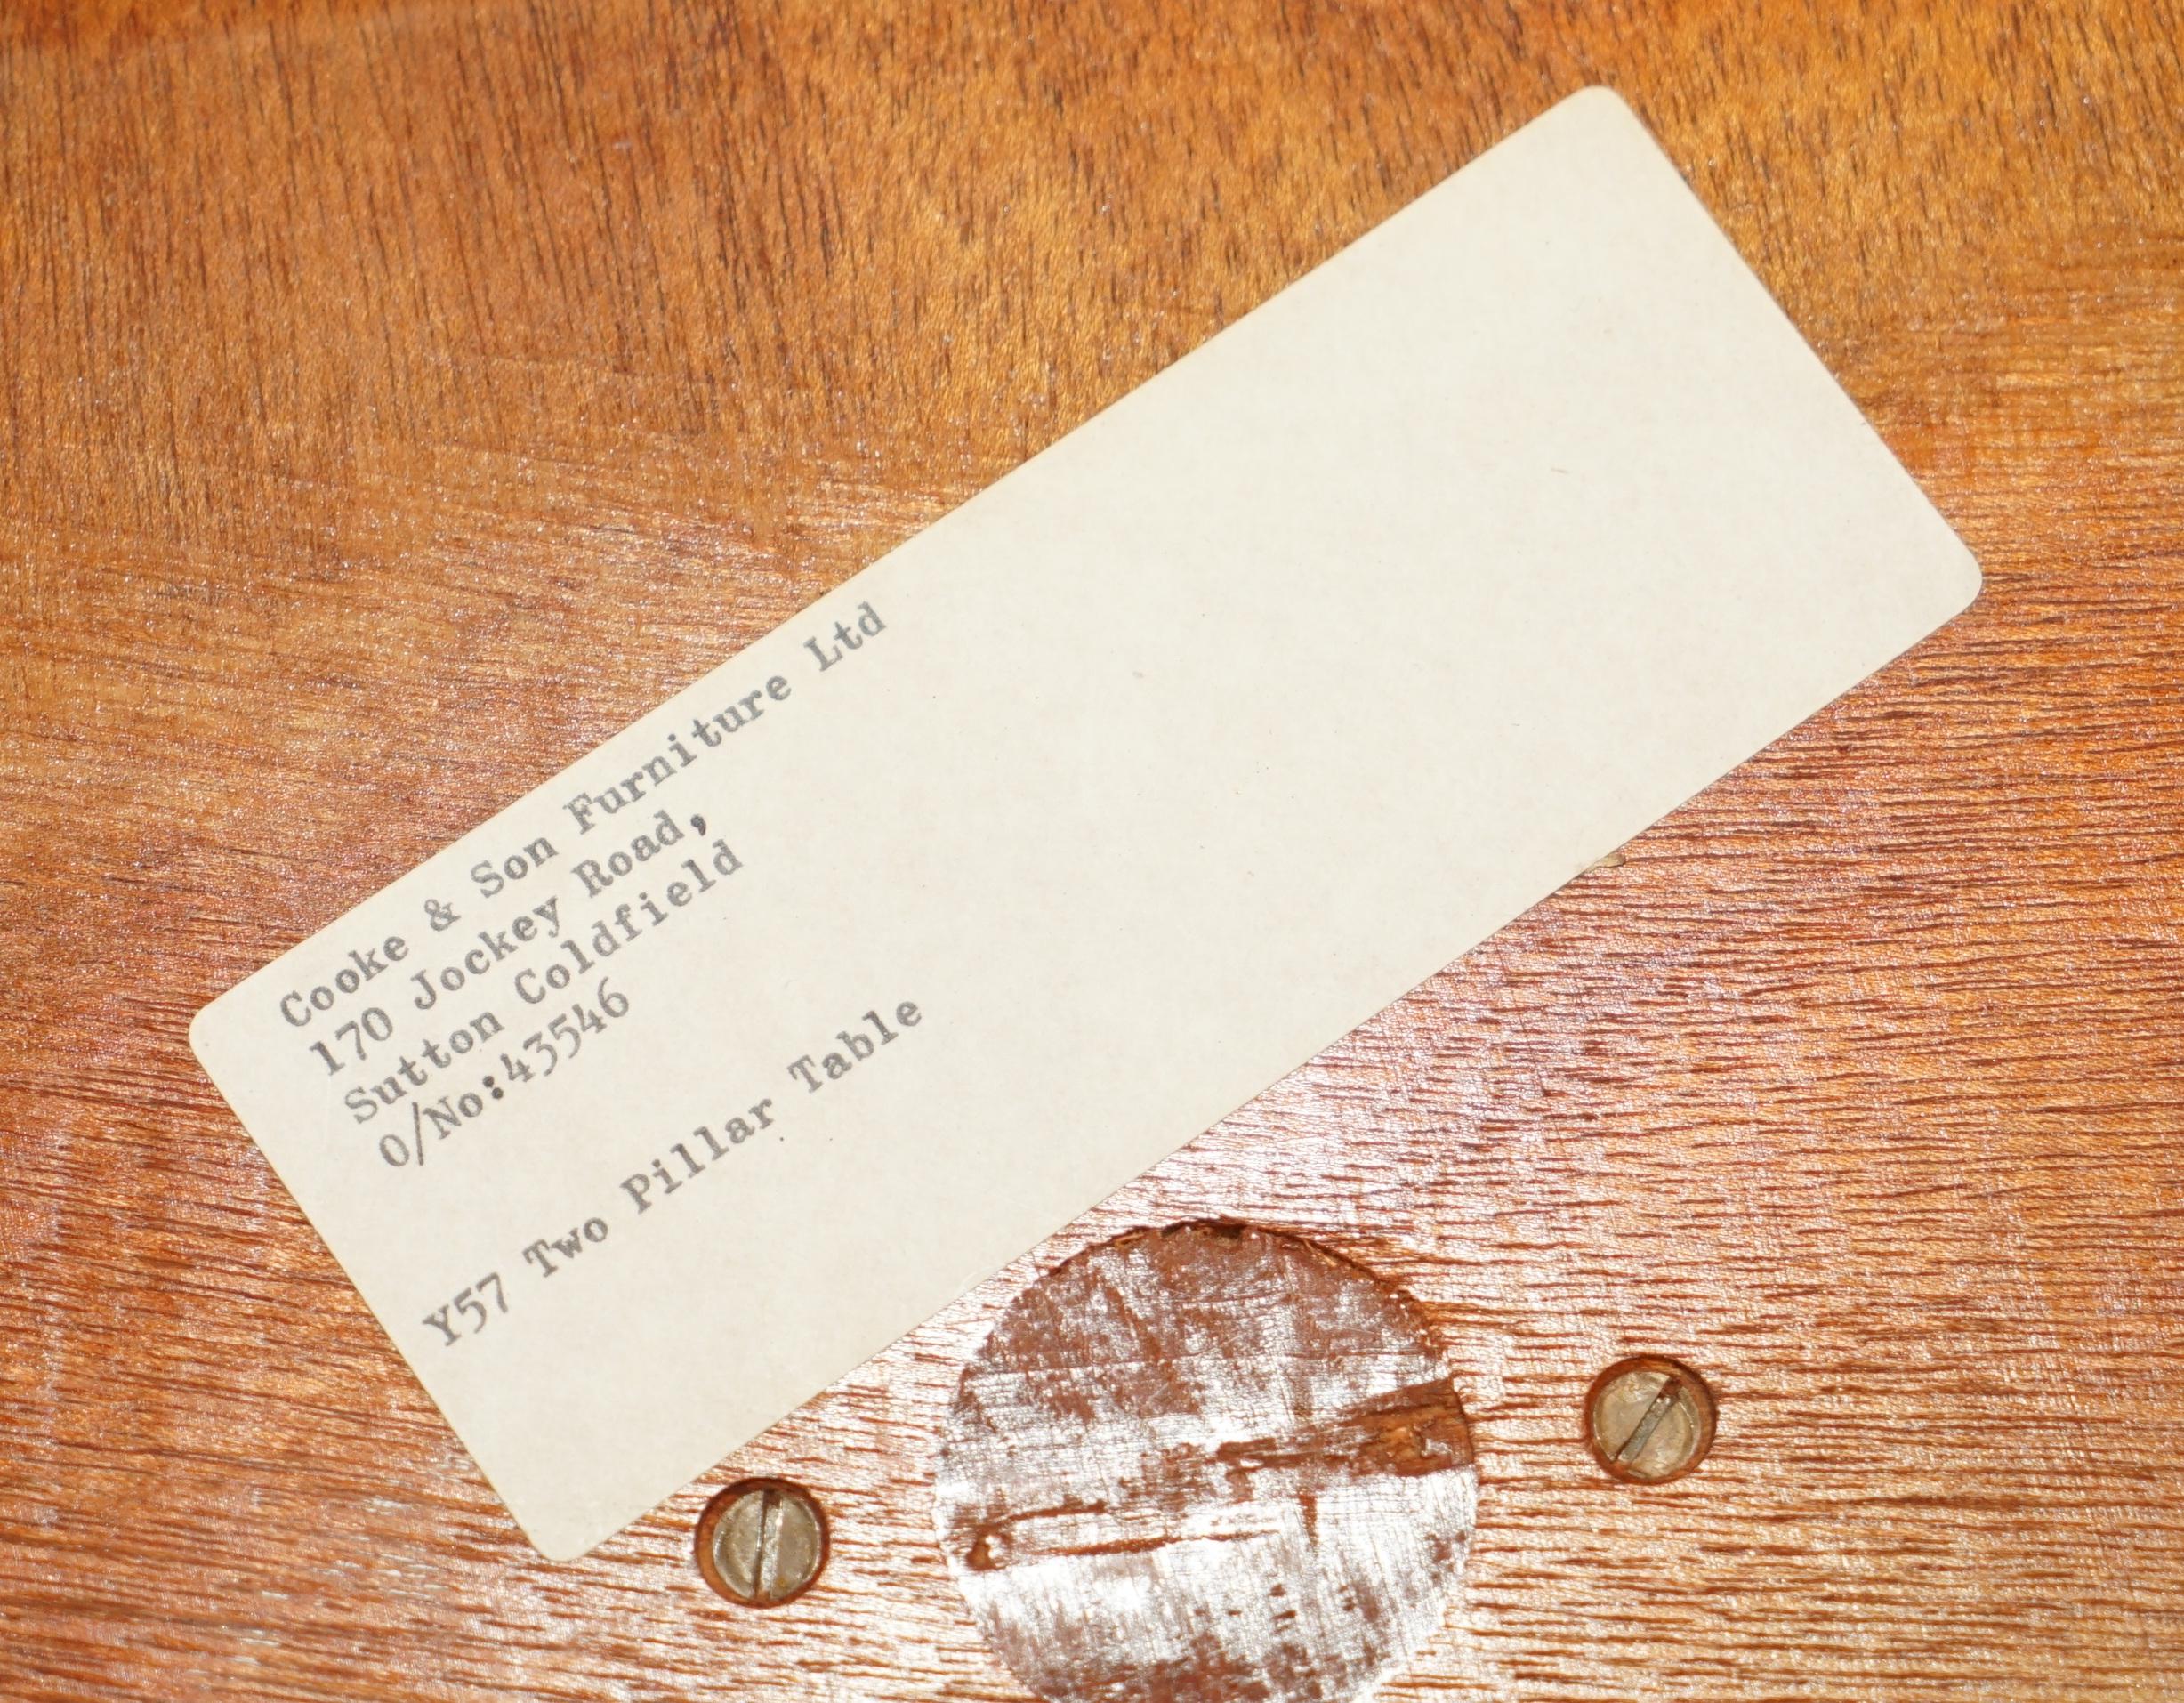 Cooke & Son Furniture Ltd
170 Jockey Road,
Sutton Coldfield
O/No:43546
Y57 Two Pillar Table